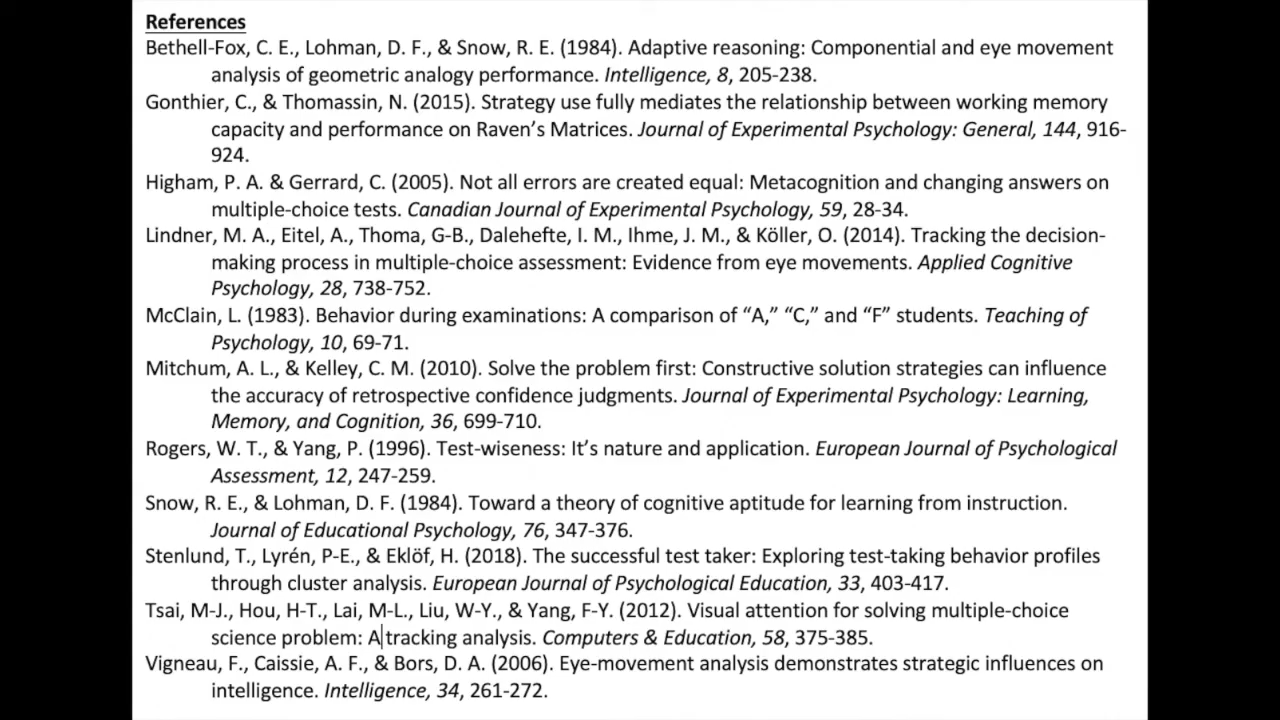 References
Bethell-Fox, C. E., Lohman, D. F., & Snow, R. E. (1984). Adaptive reasoning: Componential and eye movement
analysis of geometric analogy performance. Intelligence, 8, 205-238.
Gonthier, C., & Thomassin, N. (2015). Strategy use fully mediates the relationship between working memory
capacity and performance on Raven’s Matrices. Journal of Experimental Psychology: General, 144, 916-
924.
Higham, P. A. & Gerrard, C. (2005). Not all errors are created equal: Metacognition and changing answers on
multiple-choice tests. Canadian Journal of Experimental Psychology, 59, 28-34.
Lindner, M. A., Eitel, A., Thoma, G-B., Dalehefte, I. M., Ihme, J. M., & Köller, O. (2014). Tracking the decision-
making process in multiple-choice assessment: Evidence from eye movements. Applied Cognitive
Psychology, 28, 738-752.
McClain, L. (1983). Behavior during examinations: A comparison of “A,” “C,” and “F” students. Teaching of
Psychology, 10, 69-71.
Mitchum, A. L., & Kelley, C. M. (2010). Solve the problem first: Constructive solution strategies can influence
the accuracy of retrospective confidence judgments. Journal of Experimental Psychology: Learning,
Memory, and Cognition, 36, 699-710.
Rogers, W. T., & Yang, P. (1996). Test-wiseness: It’s nature and application. European Journal of Psychological
Assessment, 12, 247-259.
Snow, R. E., & Lohman, D. F. (1984). Toward a theory of cognitive aptitude for learning from instruction.
Journal of Educational Psychology, 76, 347-376.
Stenlund, T., Lyrén, P-E., & Eklöf, H. (2018). The successful test taker: Exploring test-taking behavior profiles
through cluster analysis. European Journal of Psychological Education, 33, 403-417.
Tsai, M-J., Hou, H-T., Lai, M-L., Liu, W-Y., & Yang, F-Y. (2012). Visual attention for solving multiple-choice
science problem: A tracking analysis. Computers & Education, 58, 375-385.
Vigneau, F., Caissie, A. F., & Bors, D. A. (2006). Eye-movement analysis demonstrates strategic influences on
intelligence. Intelligence, 34, 261-272.